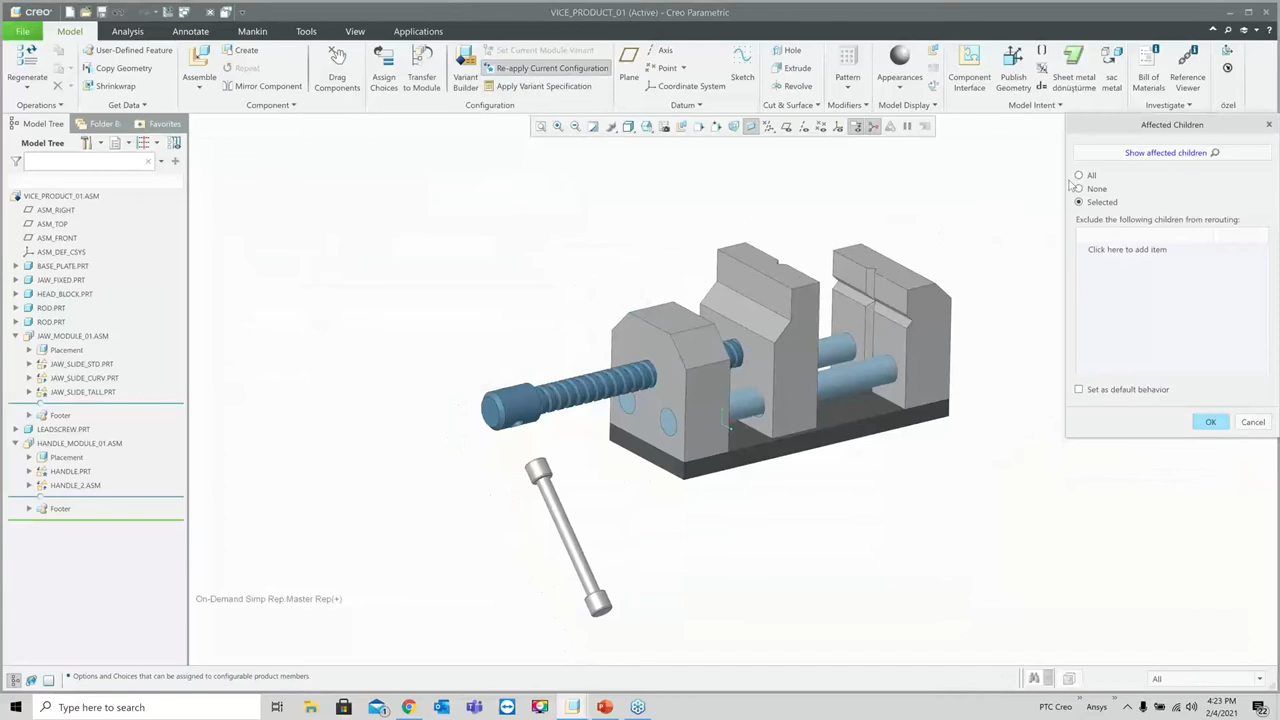 creo
VICE_PRODUCT_01 (Active) - Creo Parametric
File Model Analysis Annotate Mankin Tools View Applications
Regenerate
User-Defined Feature
Copy Geometry
Shrinkwrap
Assemble
Create
Repeat
Mirror Component
Drag Components
Assign Choices
Transfer to Module
Variant Builder
Set Current Module Variant
Re-apply Current Configuration
Apply Variant Specification
Plane
Axis
Point
Coordinate System
Sketch
Hole
Extrude
Revolve
Pattern
Appearances
Component Interface
Publish Geometry
d=
Sheet metal datumları
sac metal
Bill of Materials
Reference Viewer
Operations Get Data Component Configuration Datum Cut & Surface Modifiers Model Display Model Intent Investigate özel
Model Tree Folder B Favorites
Model Tree
VICE_PRODUCT_01.ASM
ASM_RIGHT
ASM_TOP
ASM_FRONT
ASM_DEF_CSYS
BASE_PLATE.PRT
JAW_FIXED.PRT
HEAD_BLOCK.PRT
ROD.PRT
ROD.PRT
JAW_MODULE_01.ASM
Placement
JAW_SLIDE_STD.PRT
JAW_SLIDE_CURV.PRT
JAW_SLIDE_TALL.PRT
Footer
LEADSCREW.PRT
HANDLE_MODULE_01.ASM
Placement
HANDLE.PRT
HANDLE_2.ASM
Footer
On-Demand Simp Rep.Master Rep(+)
Affected Children
Show affected children
All
None
Selected
Exclude the following children from rerouting:
Click here to add item
Set as default behavior
OK Cancel
• Options and Choices that can be assigned to configurable product members.
All
Type here to search
PTC Creo
Ansys
4:23 PM
2/4/2021
22